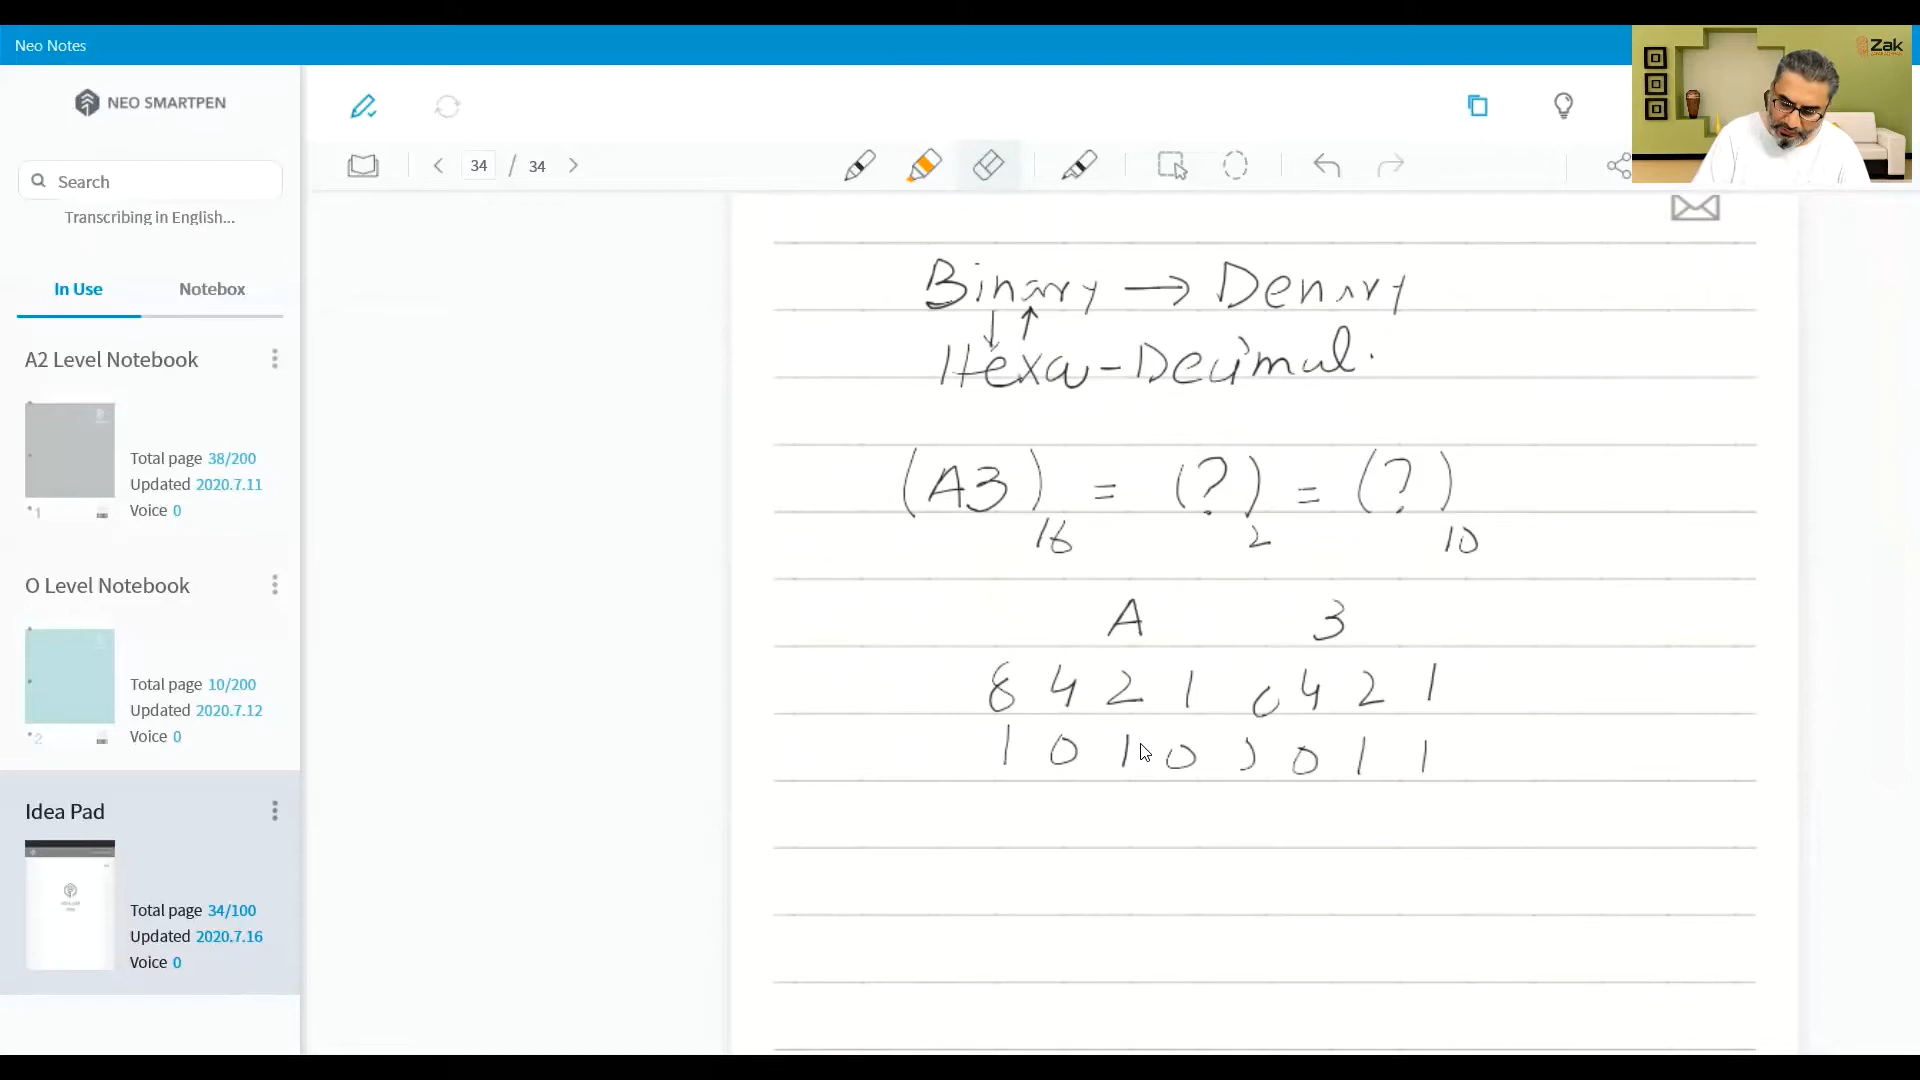 Neo Notes
Zak
NEO SMARTPEN
Search
Transcribing in English...
In Use Notebox
34 / 34
A2 Level Notebook
Total page 38/200
Updated 2020.7.11
Voice 0
1
O Level Notebook
Total page 10/200
Updated 2020.7.12
Voice 0
2
Idea Pad
Total page 34/100
Updated 2020.7.16
Voice 0
Binary → Denary
↓↑
Hexa-Decimal.
(A3)16 = (?)2 = (?)10
A 3
8 4 2 1 4 2 1
1 0 1 0 0 1 1